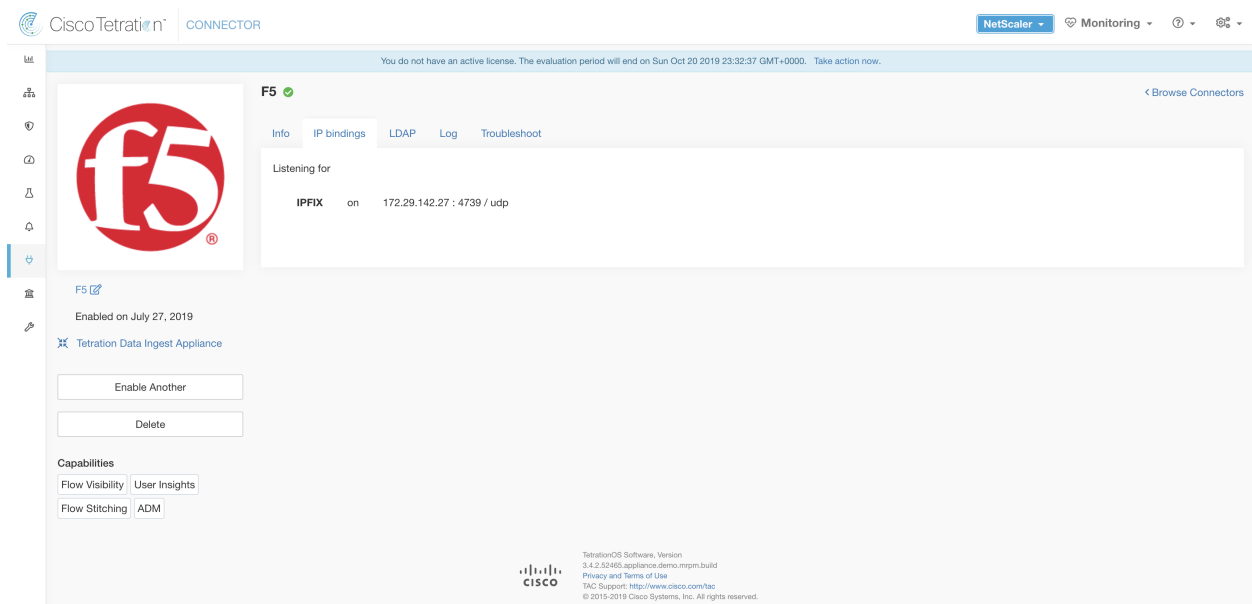 Cisco Tetration™ CONNECTOR
NetScaler
Monitoring
You do not have an active license. The evaluation period will end on Sun Oct 20 2019 23:32:37 GMT+0000. Take action now.
f5®
F5
< Browse Connectors
Info IP bindings LDAP Log Troubleshoot
Listening for
IPFIX on 172.29.142.27 : 4739 / udp
F5
Enabled on July 27, 2019
Tetration Data Ingest Appliance
Enable Another
Delete
Capabilities
Flow Visibility User Insights
Flow Stitching ADM
CISCO
TetrationOS Software, Version
3.4.2.52465.appliance.demo.mrpm.build
Privacy and Terms of Use
TAC Support: http://www.cisco.com/tac
© 2015-2019 Cisco Systems, Inc. All rights reserved.